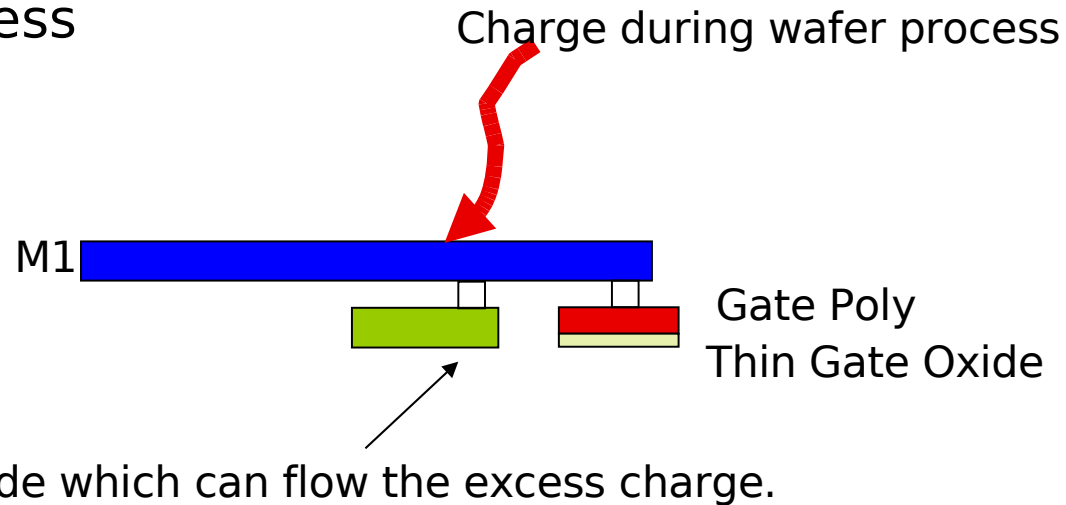 ess
Charge during wafer process
M1
Gate Poly
Thin Gate Oxide
de which can flow the excess charge.